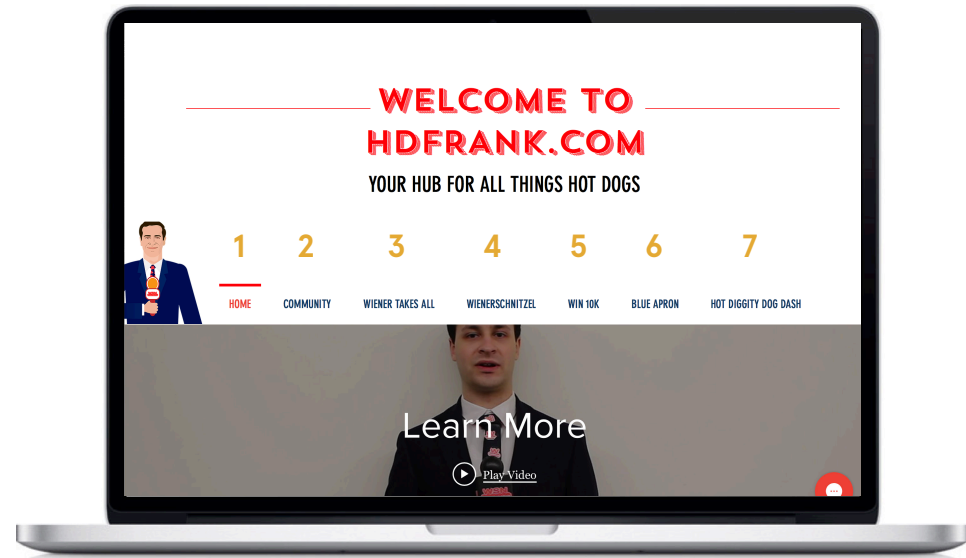 WELCOME TO
HDFRANK.COM
YOUR HUB FOR ALL THINGS HOT DOGS
1 2 3 4 5 6 7
HOME COMMUNITY WIENER TAKES ALL WIENERSCHNITZEL WIN 10K BLUE APRON HOT DIGGITY DOG DASH
Learn More
Play Video